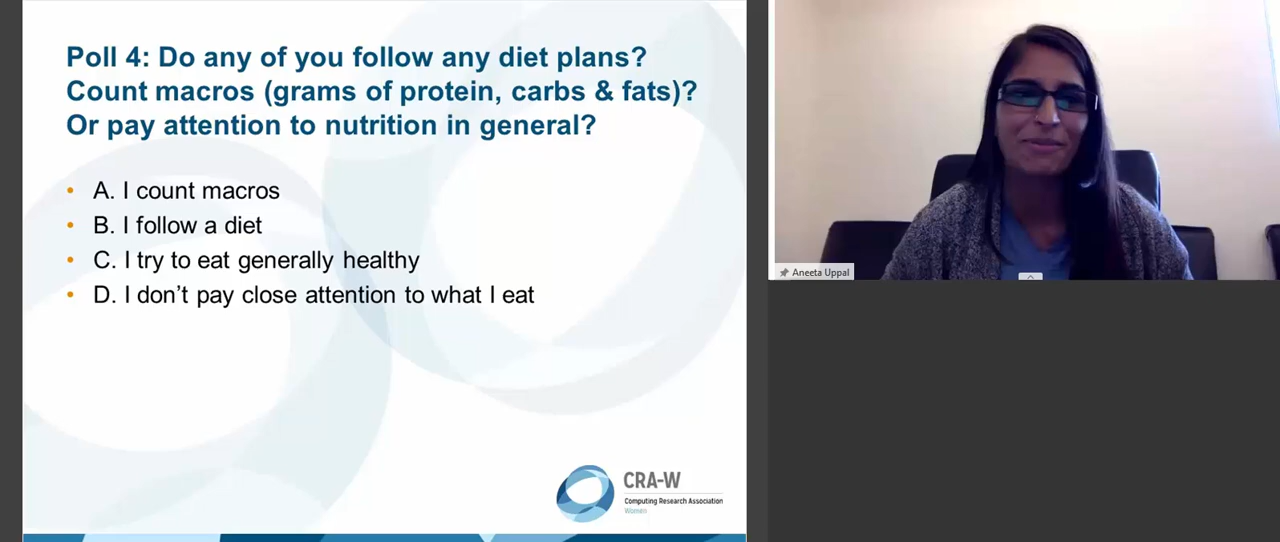 Poll 4: Do any of you follow any diet plans?
Count macros (grams of protein, carbs & fats)?
Or pay attention to nutrition in general?
• A. I count macros
• B. I follow a diet
• C. I try to eat generally healthy
• D. I don’t pay close attention to what I eat
CRA-W
Computing Research Association
Women
Aneeta Uppal